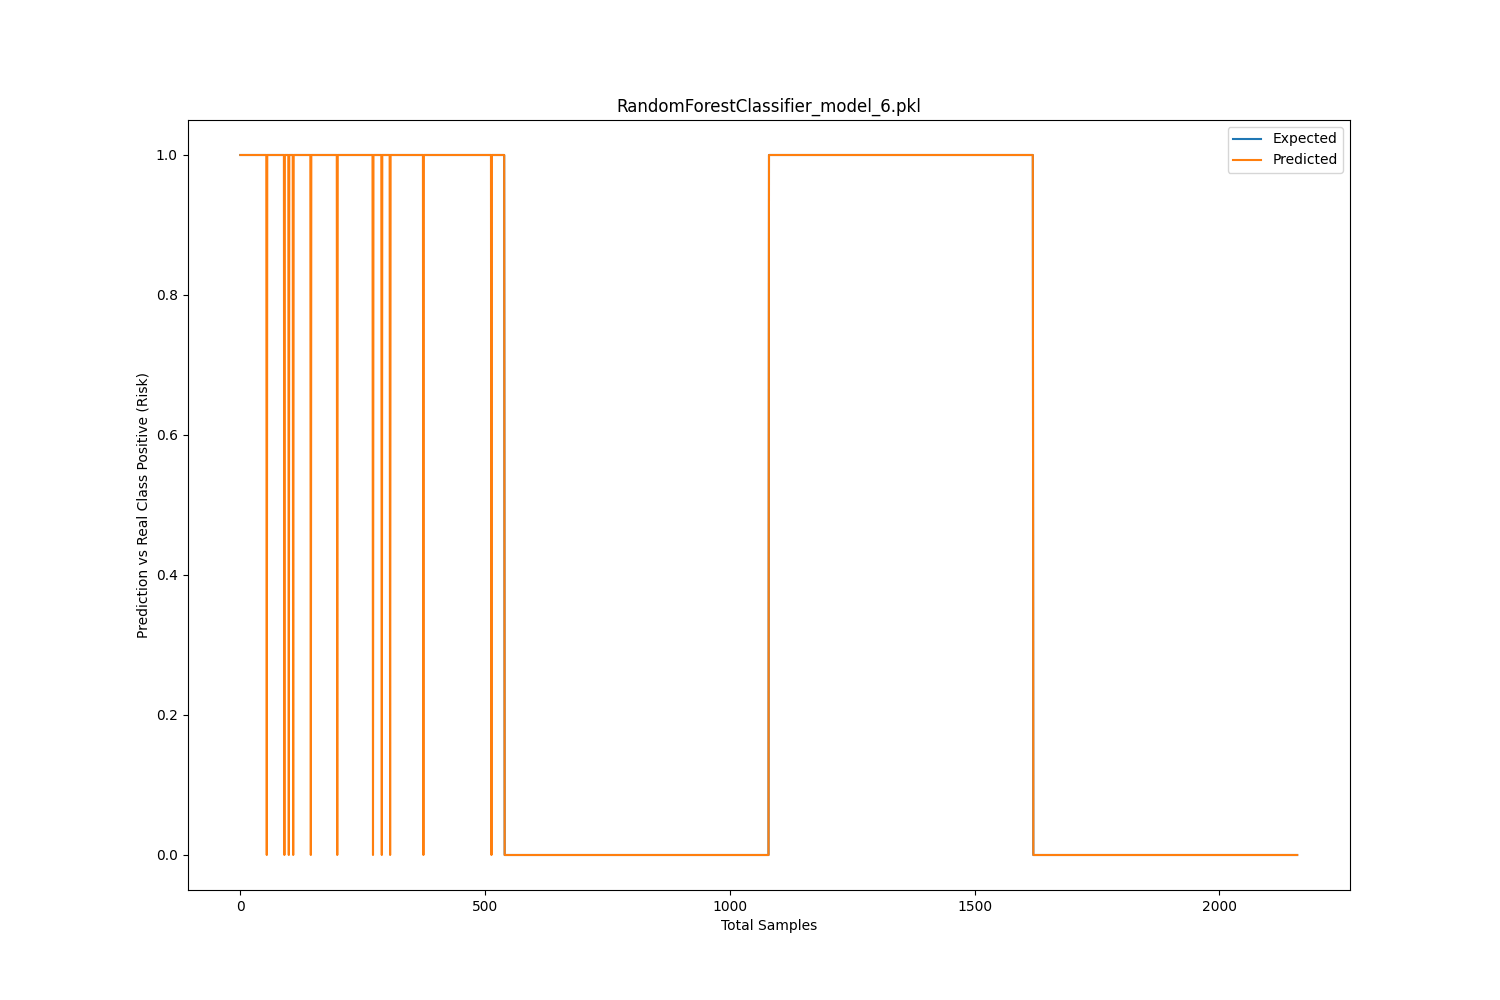 RandomForestClassifier_model_6.pkl
Expected
Predicted
1.0
0.8
0.6
0.4
0.2
0.0
Prediction vs Real Class Positive (Risk)
0
500
1000
1500
2000
Total Samples